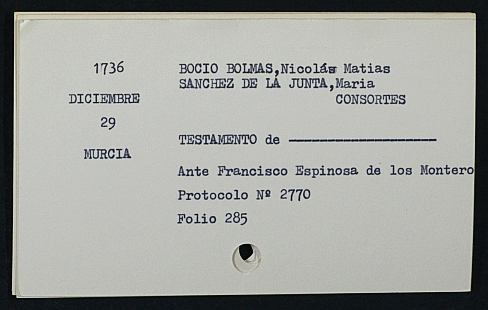 1736
DICIEMBRE
29
MURCIA
BOCIO BOLMAS,Nicolás Matias
SANCHEZ DE LA JUNTA,Maria
CONSORTES
TESTAMENTO de ---------------------
Ante Francisco Espinosa de los Montero
Protocolo Nº 2770
Folio 285